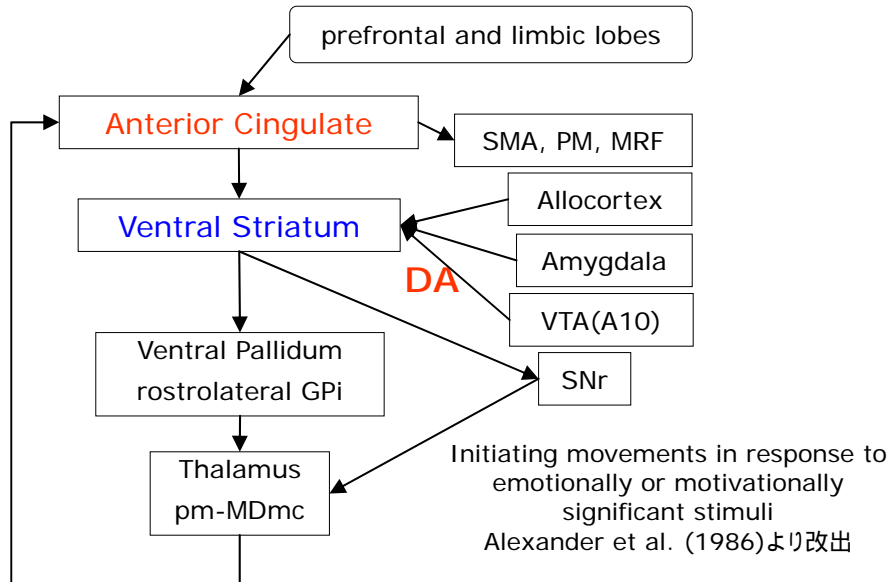 prefrontal and limbic lobes
Anterior Cingulate
SMA, PM, MRF
Allocortex
Ventral Striatum
Amygdala
DA
VTA(A10)
Ventral Pallidum
rostrolateral GPi
SNr
Thalamus
pm-MDmc
Initiating movements in response to
emotionally or motivationally
significant stimuli
Alexander et al. (1986)より改出